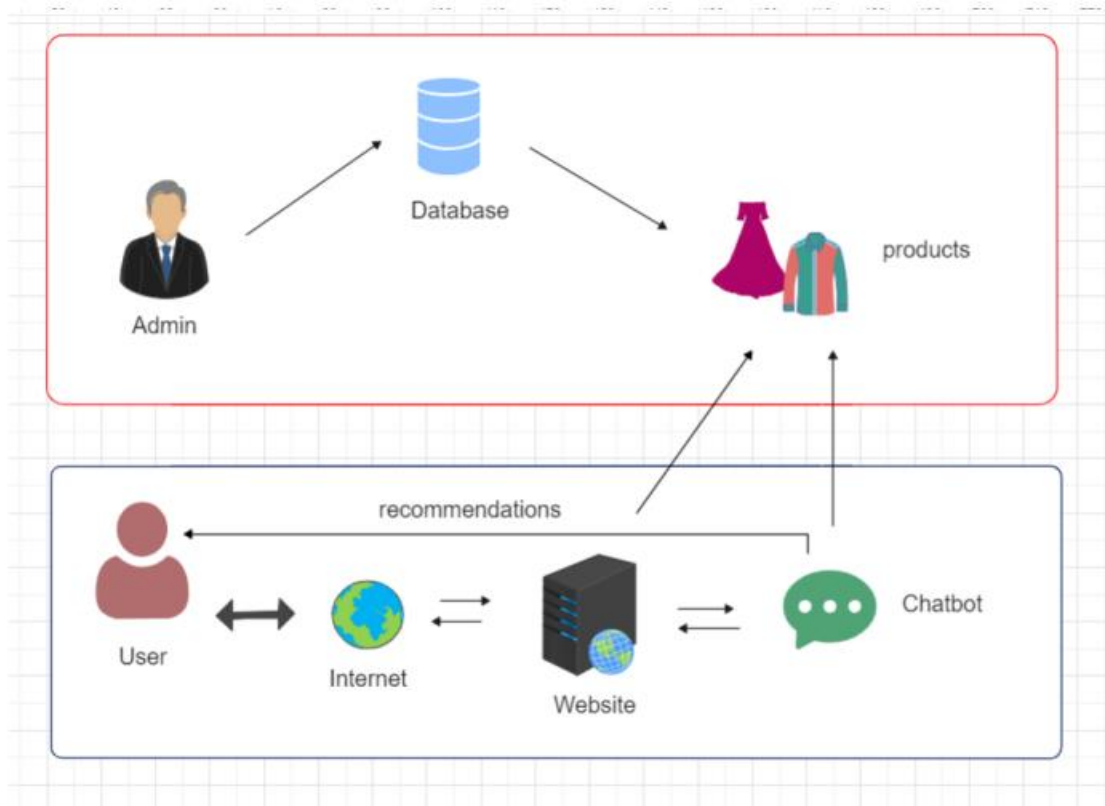 Database
products
Admin
recommendations
Chatbot
User
Internet
Website